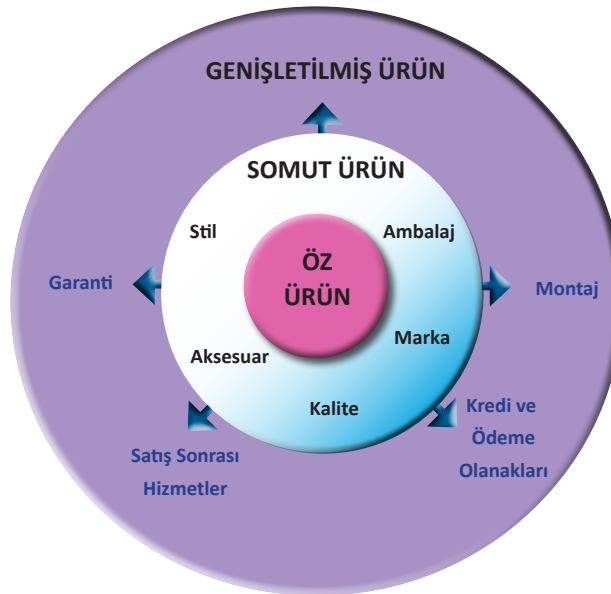 GENİŞLETİLMİŞ ÜRÜN
SOMUT ÜRÜN
Stil
Ambalaj
ÖZ
ÜRÜN
Garanti
Montaj
Marka
Aksesuar
Kalite
Kredi ve
Ödeme
Olanakları
Satış Sonrası
Hizmetler